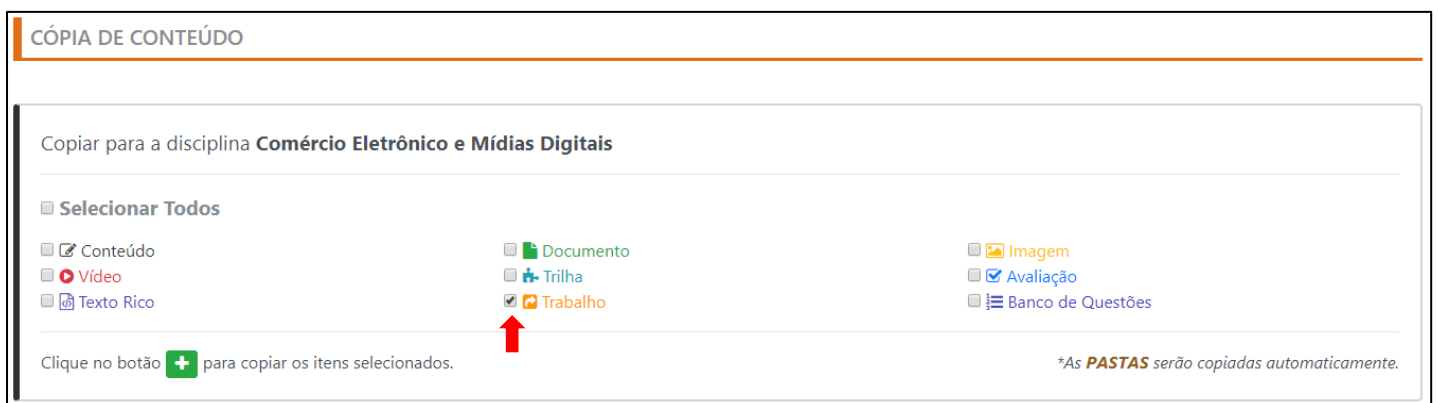 CÓPIA DE CONTEÚDO
Copiar para a disciplina Comércio Eletrônico e Mídias Digitais
Selecionar Todos
Conteúdo Documento Imagem
Vídeo Trilha Avaliação
Texto Rico Trabalho Banco de Questões
Clique no botão + para copiar os itens selecionados. *As PASTAS serão copiadas automaticamente.